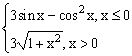 3sinx-cos²x, x≤0
3√1+x², x>0